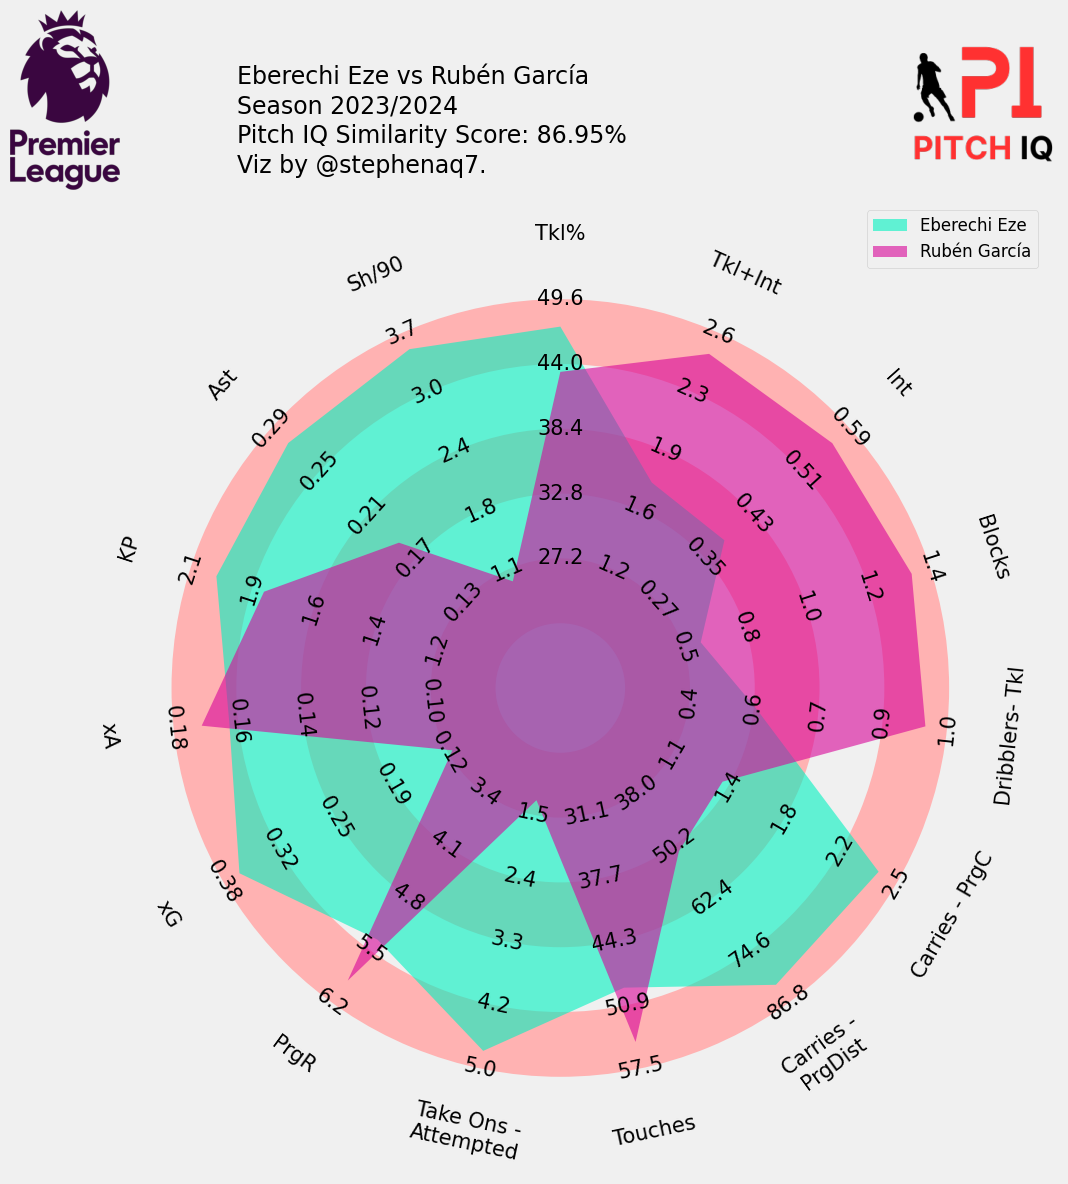 Premier
League
Eberechi Eze vs Rubén García
Season 2023/2024
Pitch IQ Similarity Score: 86.95%
Viz by @stephenaq7.
PI
PITCH IQ
Eberechi Eze
Rubén García
Tkl%
49.6
44.0
38.4
32.8
27.2
Tkl+Int
2.6
2.3
1.9
1.6
1.2
Int
0.59
0.51
0.43
0.35
0.27
Blocks
1.4
1.2
1.0
0.8
0.5
Dribblers- Tkl
1.0
0.9
0.7
0.6
0.4
Carries - PrgC
2.5
2.2
1.8
1.4
1.1
Carries -
PrgDist
86.8
74.6
62.4
50.2
38.0
Touches
57.5
50.9
44.3
37.7
31.1
Take Ons -
Attempted
5.0
4.2
3.3
2.4
1.5
PrgR
6.2
5.5
4.8
4.1
3.4
xG
0.38
0.32
0.25
0.19
0.12
xA
0.18
0.16
0.14
0.12
0.10
KP
2.1
1.9
1.6
1.4
1.2
Ast
0.29
0.25
0.21
0.17
0.13
Sh/90
3.7
3.0
2.4
1.8
1.1